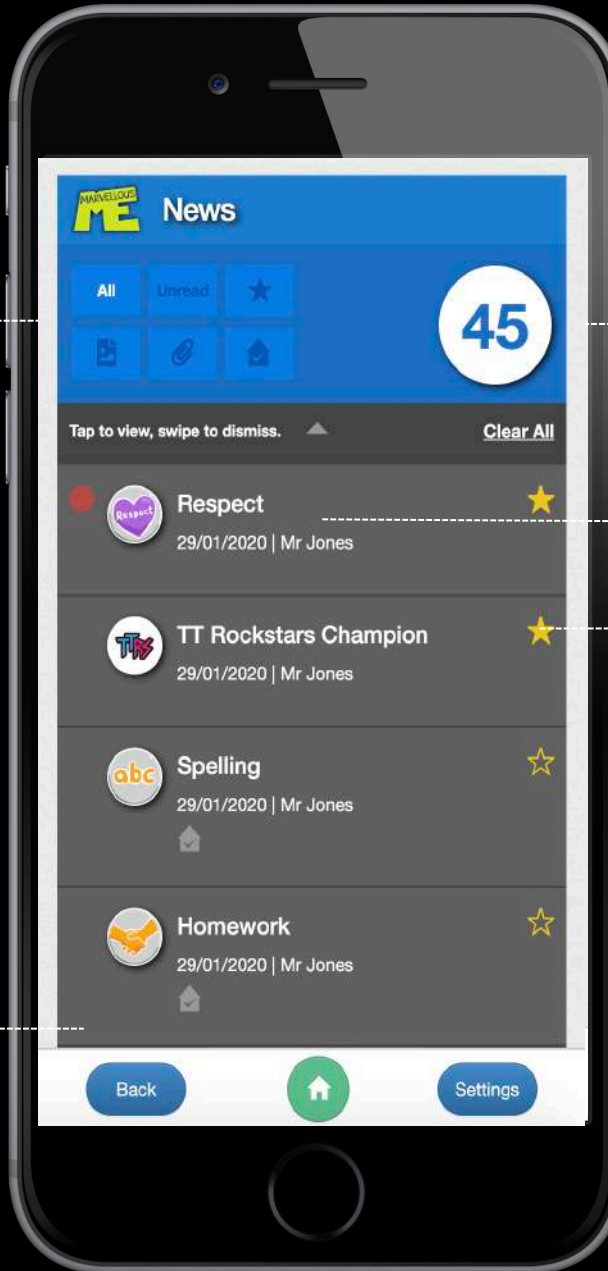 MARVELLOUS
ME
News
All
Unread
45
Tap to view, swipe to dismiss.
Clear All
Respect
Respect
29/01/2020 | Mr Jones
TTRS
TT Rockstars Champion
29/01/2020 | Mr Jones
abc
Spelling
29/01/2020 | Mr Jones
Homework
29/01/2020 | Mr Jones
Back
Settings